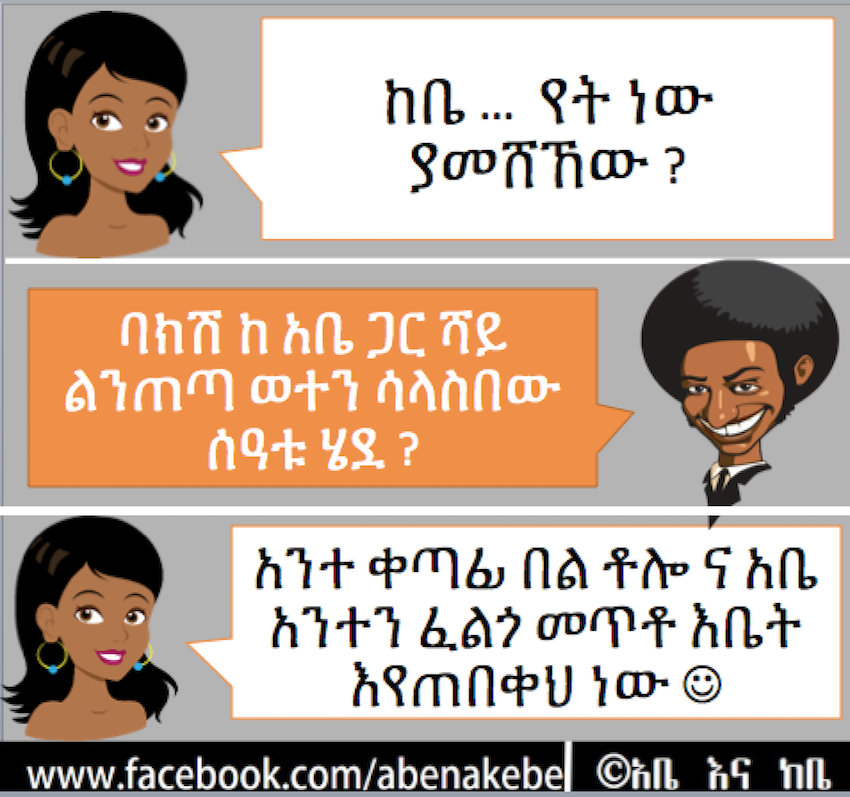 ከቤ ... የት ነው
ያመሸኸው ?
ባክሽ ከ አቤ ጋር ሻይ
ልንጠጣ ወተን ሳላስበው
ሰዓቱ ሄደ ?
አንተ ቀጣፊ በል ቶሎ ና አቤ
አንተን ፈልጎ መጥቶ እቤት
እየጠበቀህ ነው ☺
www.facebook.com/abenakebe ©አቤ እና ከቤ